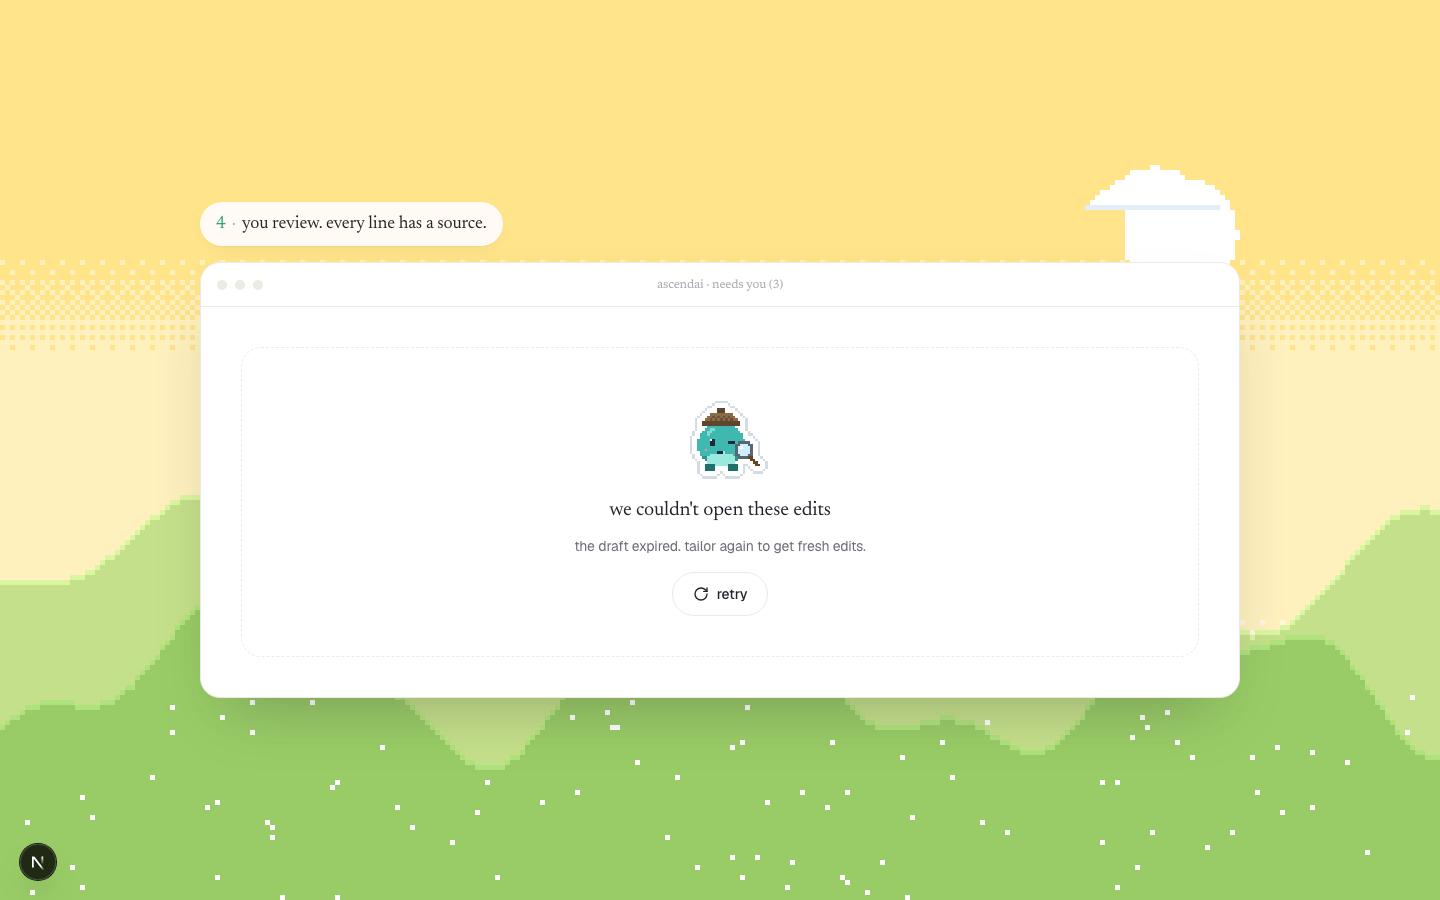 4 · you review. every line has a source.
ascendai · needs you (3)
we couldn't open these edits
the draft expired. tailor again to get fresh edits.
retry
N